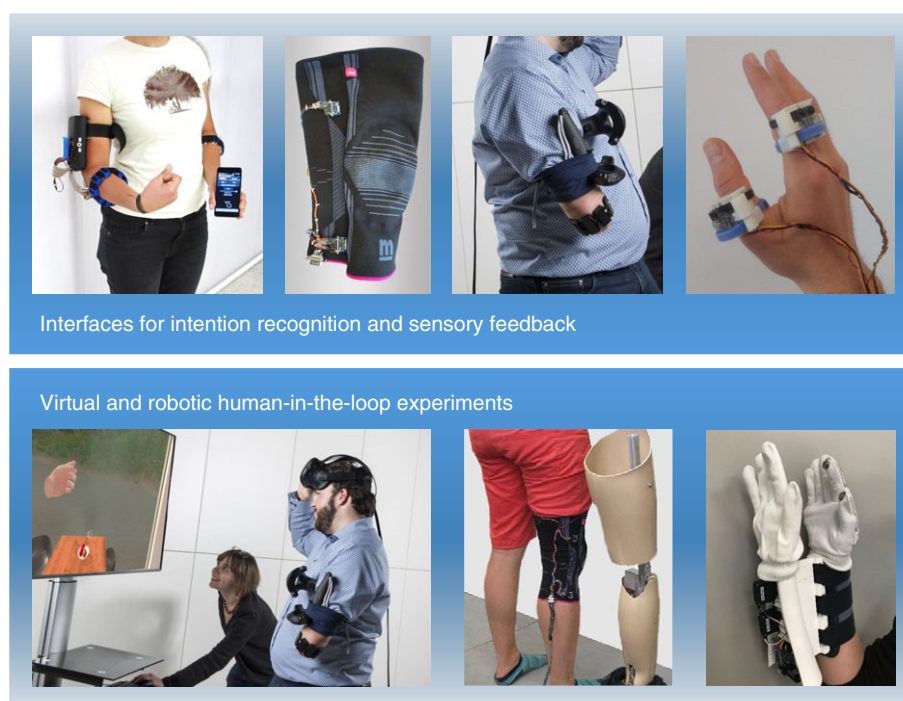 m
Interfaces for intention recognition and sensory feedback
Virtual and robotic human-in-the-loop experiments